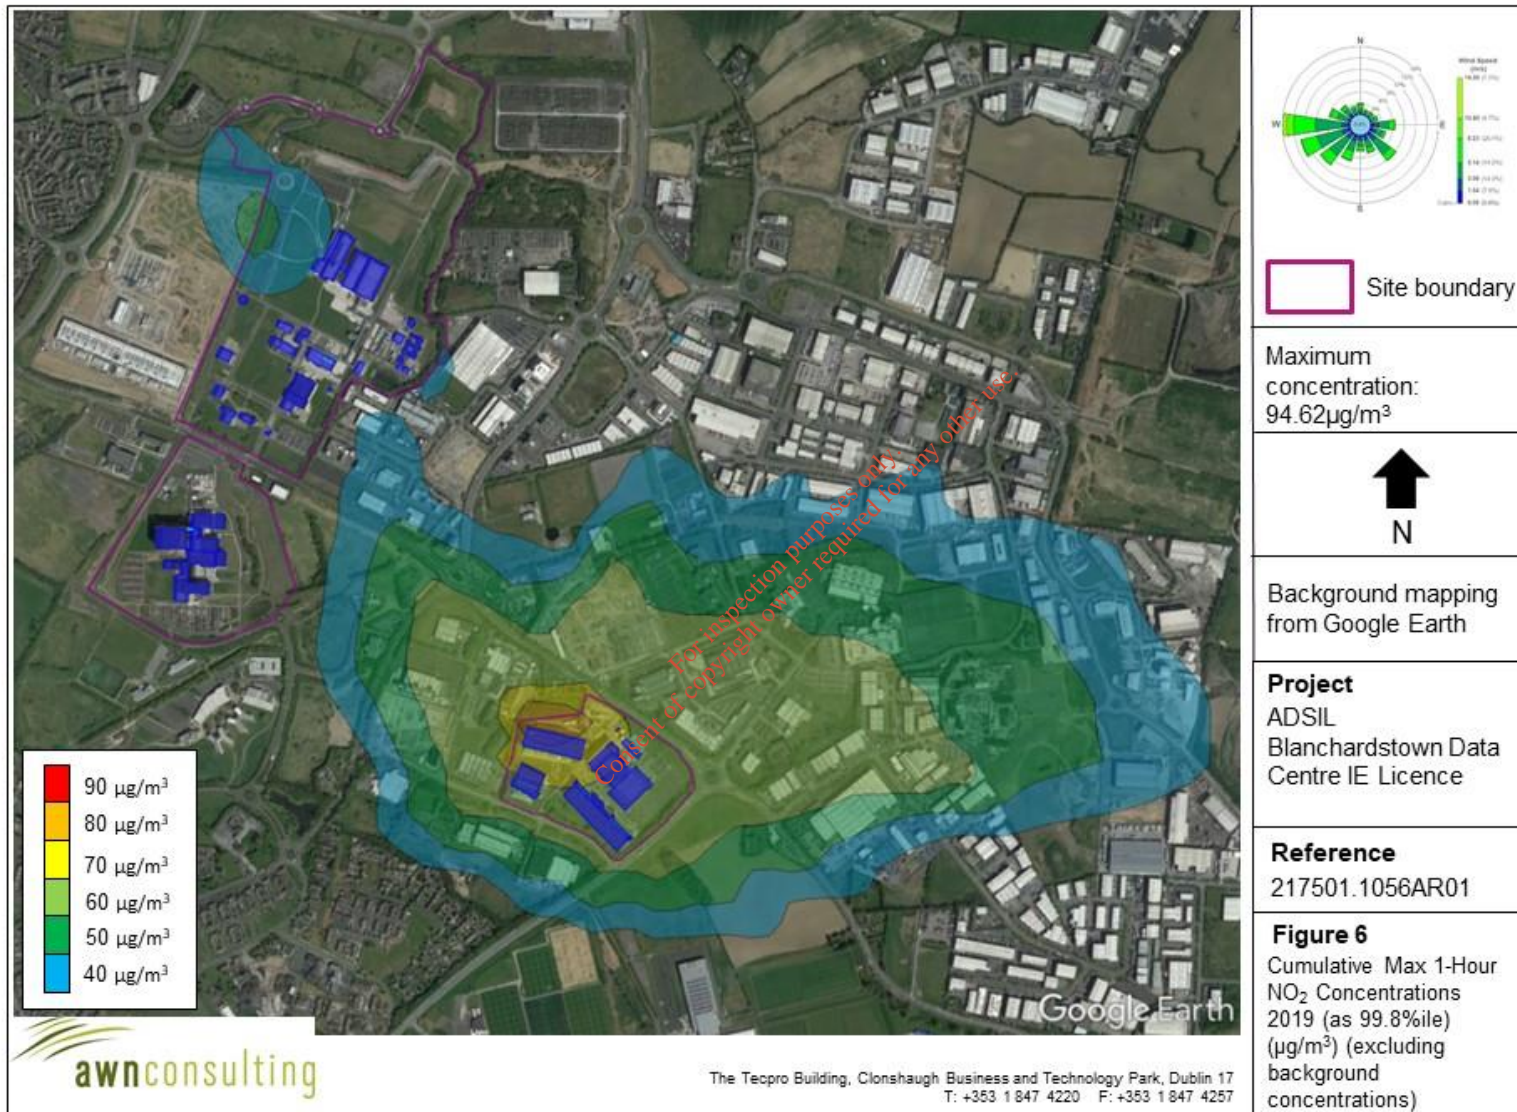 N
W
S
Site boundary
Maximum
concentration:
94.62µg/m³
N
Background mapping
from Google Earth
Project
ADSIL
Blanchardstown Data
Centre IE Licence
Reference
217501.1056AR01
Figure 6
Cumulative Max 1-Hour
NO₂ Concentrations
2019 (as 99.8%ile)
(µg/m³) (excluding
background
concentrations)
For inspection purposes only.
Consent of copyright owner required for any other use.
90 µg/m³
80 µg/m³
70 µg/m³
60 µg/m³
50 µg/m³
40 µg/m³
Google Earth
awnconsulting
The Tecpro Building, Clonshaugh Business and Technology Park, Dublin 17
T: +353 1 847 4220 F: +353 1 847 4257